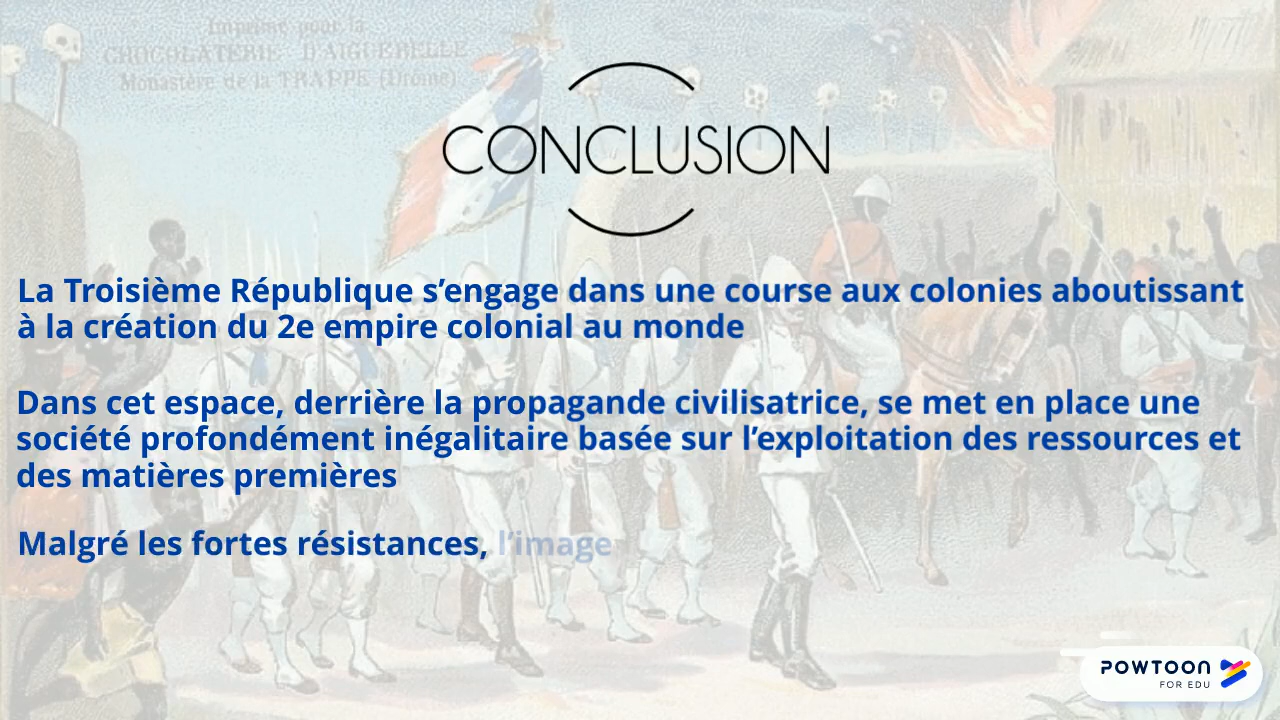 Imprimé pour la
CHOCOLATERIE D'AIGUEBELLE
Monastère de la TRAPPE (Drôme)
CONCLUSION
La Troisième République s’engage dans une course aux colonies aboutissant
à la création du 2e empire colonial au monde
Dans cet espace, derrière la propagande civilisatrice, se met en place une
société profondément inégalitaire basée sur l’exploitation des ressources et
des matières premières
Malgré les fortes résistances, l’image
POWTOON
FOR EDU